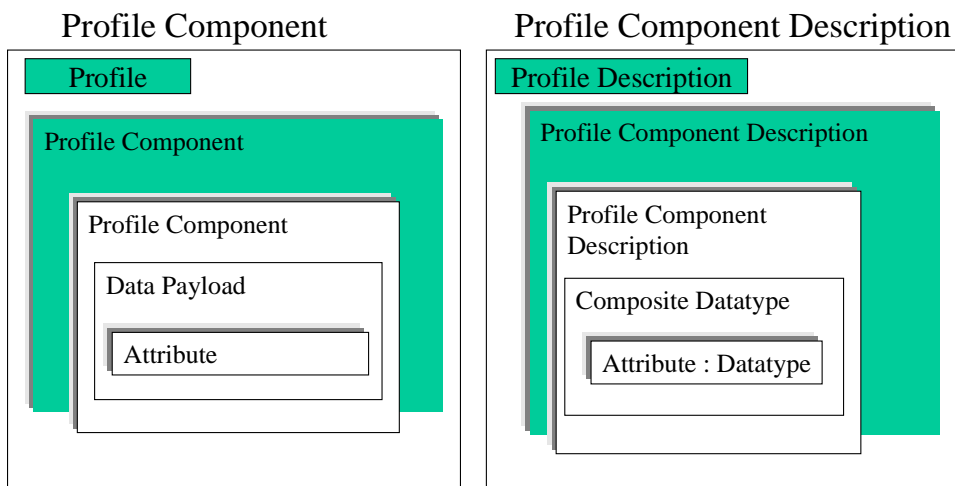 Profile Component
Profile
Profile Component
Profile Component
Data Payload
Attribute
Profile Component Description
Profile Description
Profile Component Description
Profile Component
Description
Composite Datatype
Attribute : Datatype